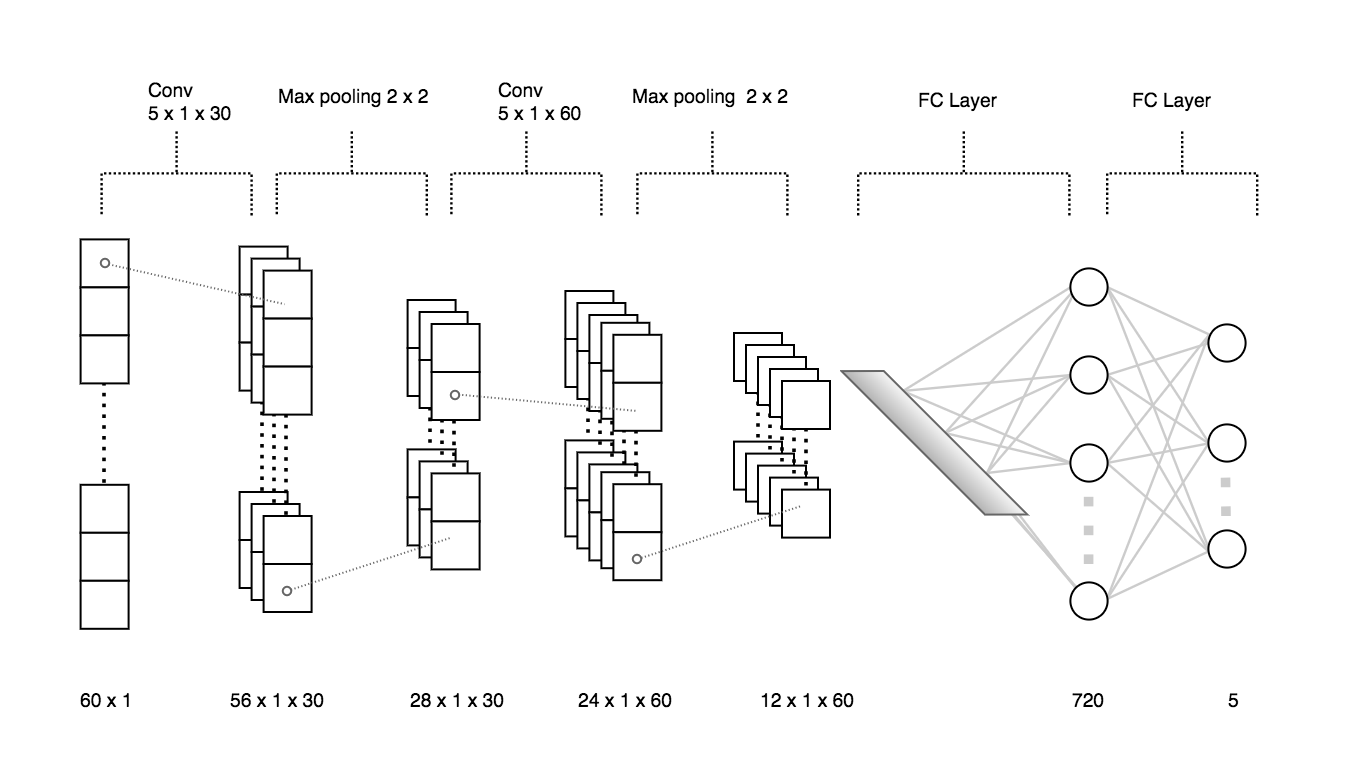 Conv
5 x 1 x 30
Max pooling 2 x 2
Conv
5 x 1 x 60
Max pooling  2 x 2
FC Layer
FC Layer
60 x 1
56 x 1 x 30
28 x 1 x 30
24 x 1 x 60
12 x 1 x 60
720
5